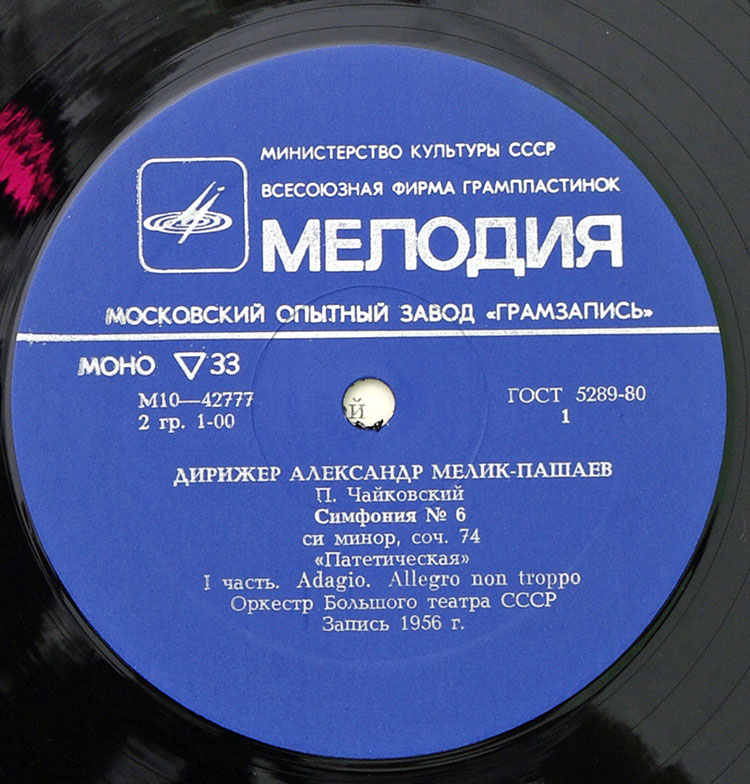 МИНИСТЕРСТВО КУЛЬТУРЫ СССР
ВСЕСОЮЗНАЯ ФИРМА ГРАМПЛАСТИНОК
МЕЛОДИЯ
МОСКОВСКИЙ ОПЫТНЫЙ ЗАВОД «ГРАМЗАПИСЬ»
МОНО ▽ 33
М10—42777
ГОСТ 5289-80
2 гр. 1-00
1
й
ДИРИЖЕР АЛЕКСАНДР МЕЛИК-ПАШАЕВ
П. Чайковский
Симфония № 6
си минор, соч. 74
«Патетическая»
I часть. Adagio. Allegro non troppo
Оркестр Большого театра СССР
Запись 1956 г.